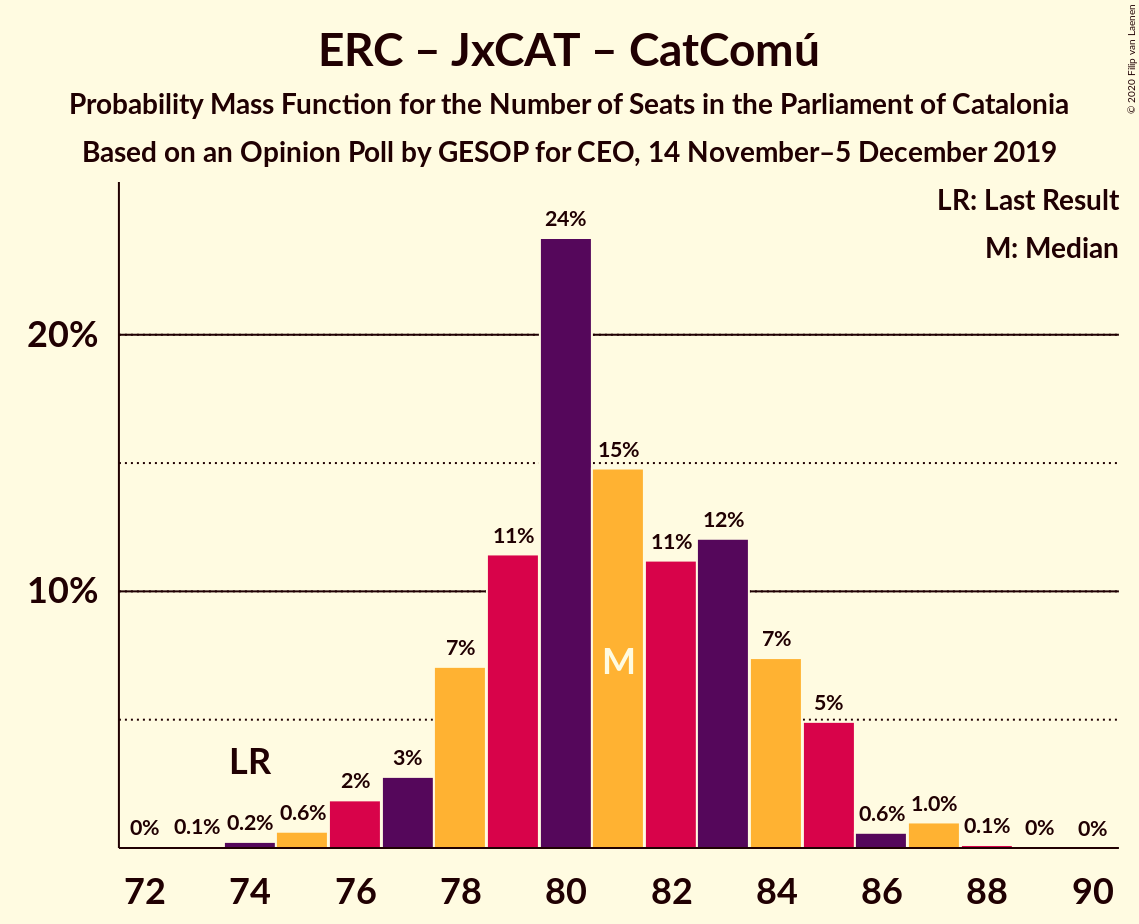 ERC – JxCAT – CatComú
Probability Mass Function for the Number of Seats in the Parliament of Catalonia
Based on an Opinion Poll by GESOP for CEO, 14 November–5 December 2019
© 2020 Filip van Laenen
LR: Last Result
M: Median
20%
10%
0%
0.1%
0.2%
LR
0.6%
2%
3%
7%
11%
24%
15%
M
11%
12%
7%
5%
0.6%
1.0%
0.1%
0%
0%
72 74 76 78 80 82 84 86 88 90